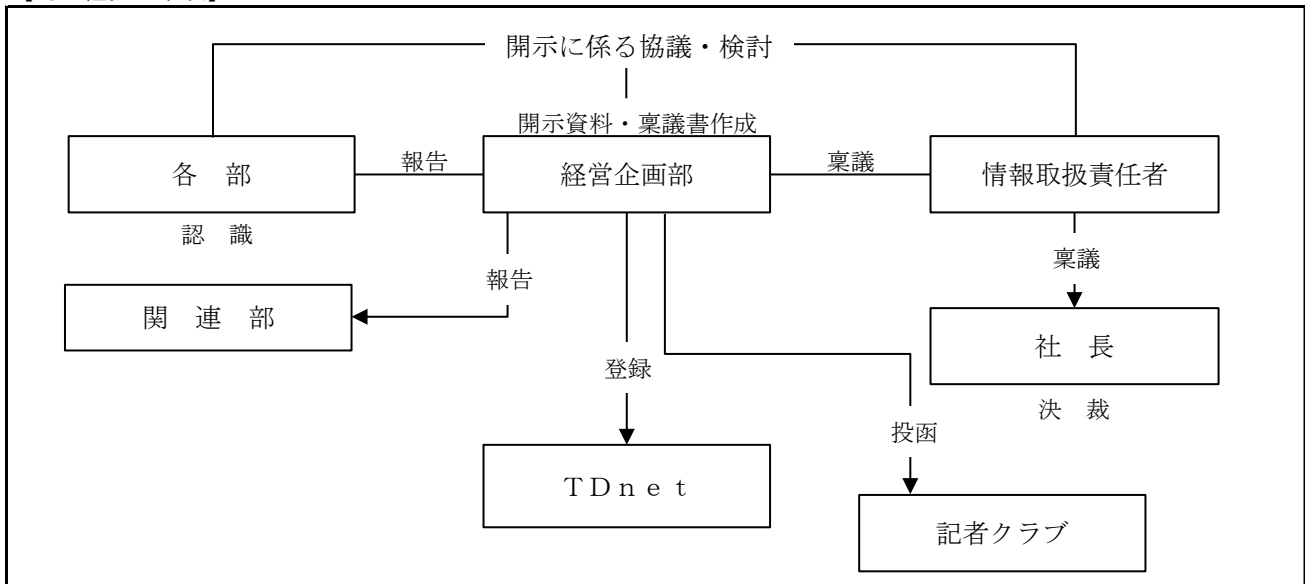 開示に係る協議・検討
開示資料・稟議書作成
各　部
報告
経営企画部
稟議
情報取扱責任者
認　識
稟議
報告
関　連　部
社　長
登録
決　裁
投函
ＴＤｎｅｔ
記者クラブ